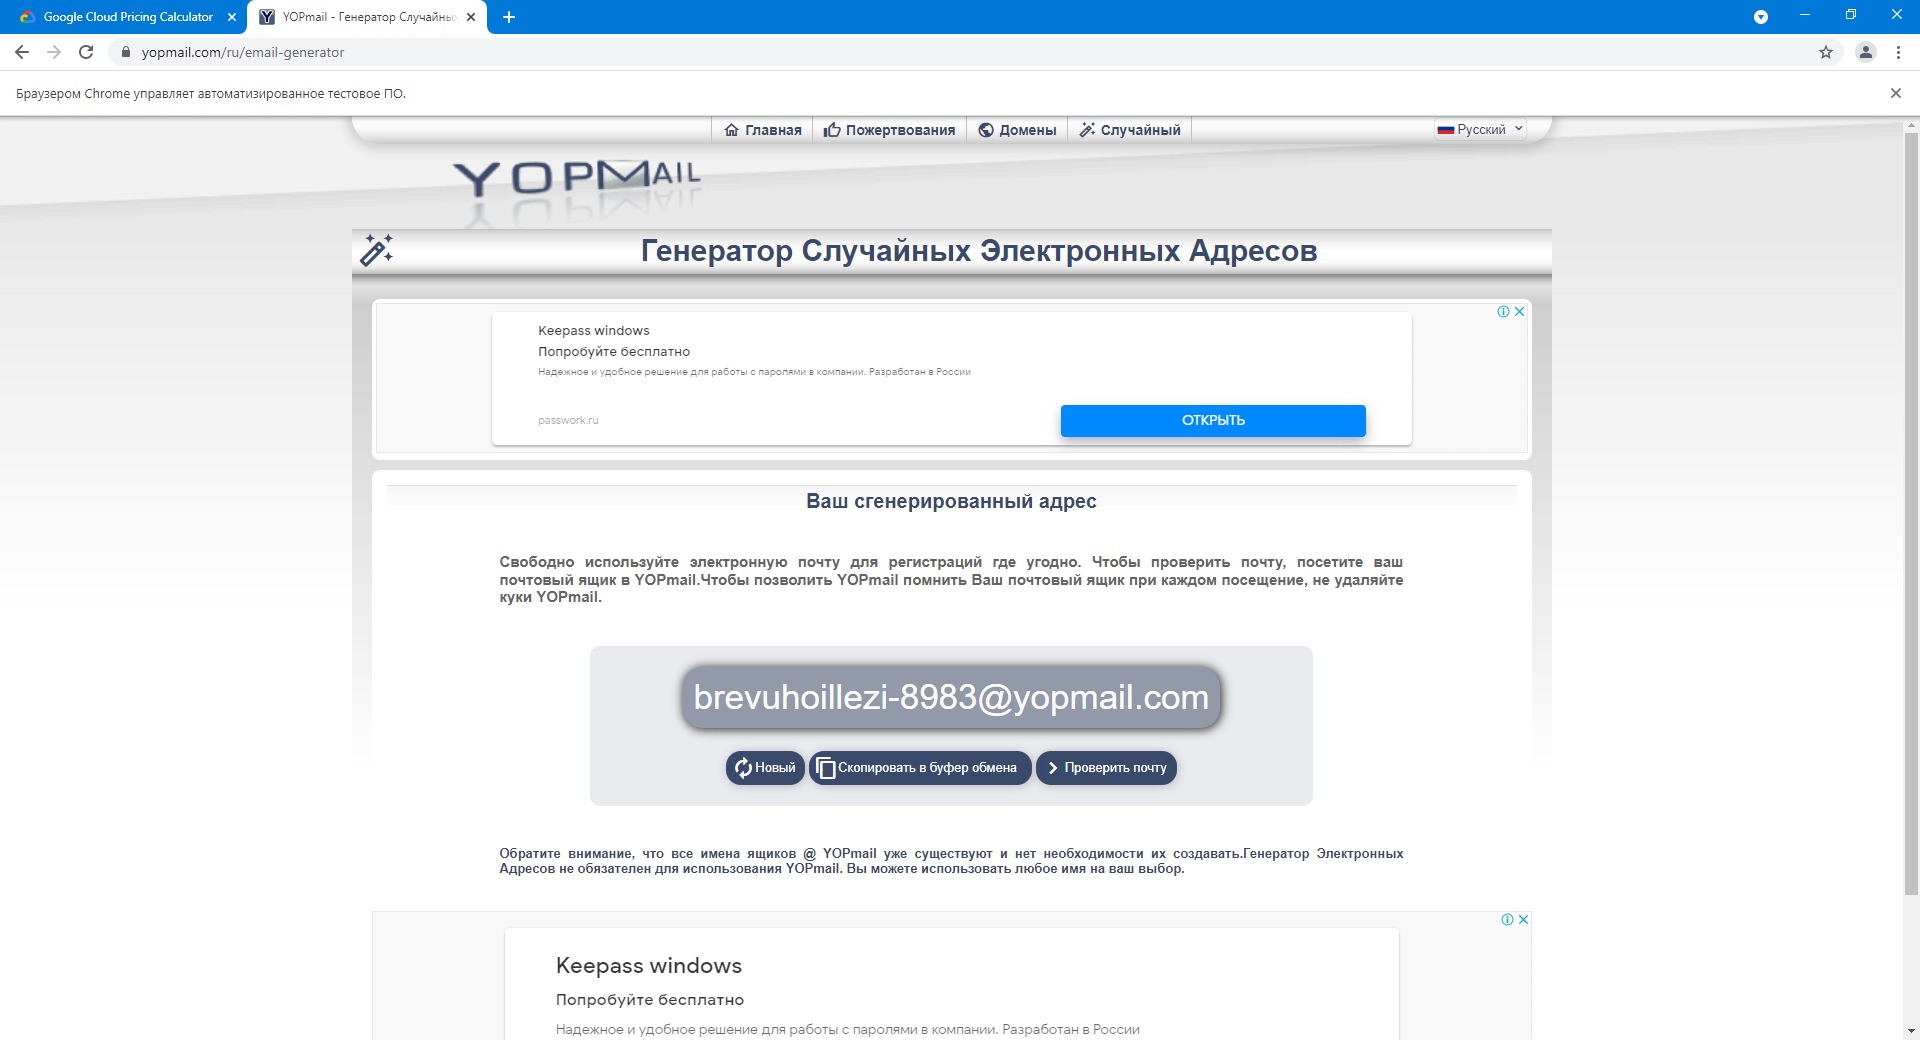 Google Cloud Pricing Calculator
YOPmail - Генератор Случайны
yopmail.com/ru/email-generator
Браузером Chrome управляет автоматизированное тестовое ПО.
Главная
Пожертвования
Домены
Случайный
Русский
YOPMAIL
Генератор Случайных Электронных Адресов
Keepass windows
Попробуйте бесплатно
Надежное и удобное решение для работы с паролями в компании. Разработан в России
passwork.ru
ОТКРЫТЬ
Ваш сгенерированный адрес
Свободно используйте электронную почту для регистраций где угодно. Чтобы проверить почту, посетите ваш
почтовый ящик в YOPmail.Чтобы позволить YOPmail помнить Ваш почтовый ящик при каждом посещение, не удаляйте
куки YOPmail.
brevuhoillezi-8983@yopmail.com
Новый
Скопировать в буфер обмена
Проверить почту
Обратите внимание, что все имена ящиков @ YOPmail уже существуют и нет необходимости их создавать.Генератор Электронных
Адресов не обязателен для использования YOPmail. Вы можете использовать любое имя на ваш выбор.
Keepass windows
Попробуйте бесплатно
Надежное и удобное решение для работы с паролями в компании. Разработан в России